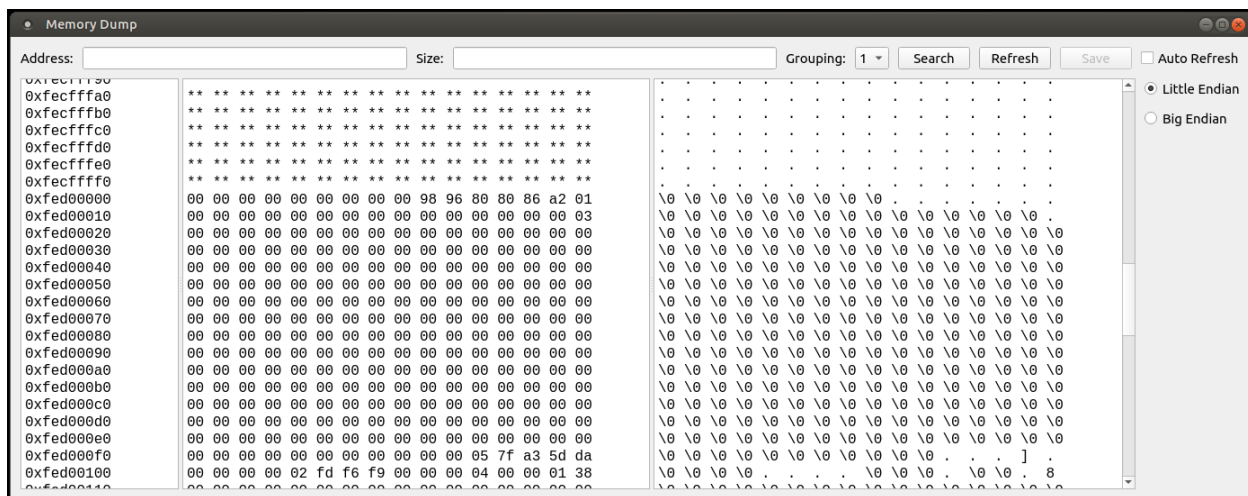 Memory Dump
Address: Size: Grouping: 1 Search Refresh Save Auto Refresh
Little Endian
Big Endian
0xfecfffa0 ** ** ** ** ** ** ** ** ** ** ** ** ** ** ** ** . . . . . . . . . . . . . . . .
0xfecfffb0 ** ** ** ** ** ** ** ** ** ** ** ** ** ** ** ** . . . . . . . . . . . . . . . .
0xfecfffc0 ** ** ** ** ** ** ** ** ** ** ** ** ** ** ** ** . . . . . . . . . . . . . . . .
0xfecfffd0 ** ** ** ** ** ** ** ** ** ** ** ** ** ** ** ** . . . . . . . . . . . . . . . .
0xfecfffe0 ** ** ** ** ** ** ** ** ** ** ** ** ** ** ** ** . . . . . . . . . . . . . . . .
0xfecffff0 ** ** ** ** ** ** ** ** ** ** ** ** ** ** ** ** . . . . . . . . . . . . . . . .
0xfed00000 00 00 00 00 00 00 00 00 00 98 96 80 80 86 a2 01 \0 \0 \0 \0 \0 \0 \0 \0 \0 . . . . . . .
0xfed00010 00 00 00 00 00 00 00 00 00 00 00 00 00 00 00 03 \0 \0 \0 \0 \0 \0 \0 \0 \0 \0 \0 \0 \0 \0 \0 .
0xfed00020 00 00 00 00 00 00 00 00 00 00 00 00 00 00 00 00 \0 \0 \0 \0 \0 \0 \0 \0 \0 \0 \0 \0 \0 \0 \0 \0
0xfed00030 00 00 00 00 00 00 00 00 00 00 00 00 00 00 00 00 \0 \0 \0 \0 \0 \0 \0 \0 \0 \0 \0 \0 \0 \0 \0 \0
0xfed00040 00 00 00 00 00 00 00 00 00 00 00 00 00 00 00 00 \0 \0 \0 \0 \0 \0 \0 \0 \0 \0 \0 \0 \0 \0 \0 \0
0xfed00050 00 00 00 00 00 00 00 00 00 00 00 00 00 00 00 00 \0 \0 \0 \0 \0 \0 \0 \0 \0 \0 \0 \0 \0 \0 \0 \0
0xfed00060 00 00 00 00 00 00 00 00 00 00 00 00 00 00 00 00 \0 \0 \0 \0 \0 \0 \0 \0 \0 \0 \0 \0 \0 \0 \0 \0
0xfed00070 00 00 00 00 00 00 00 00 00 00 00 00 00 00 00 00 \0 \0 \0 \0 \0 \0 \0 \0 \0 \0 \0 \0 \0 \0 \0 \0
0xfed00080 00 00 00 00 00 00 00 00 00 00 00 00 00 00 00 00 \0 \0 \0 \0 \0 \0 \0 \0 \0 \0 \0 \0 \0 \0 \0 \0
0xfed00090 00 00 00 00 00 00 00 00 00 00 00 00 00 00 00 00 \0 \0 \0 \0 \0 \0 \0 \0 \0 \0 \0 \0 \0 \0 \0 \0
0xfed000a0 00 00 00 00 00 00 00 00 00 00 00 00 00 00 00 00 \0 \0 \0 \0 \0 \0 \0 \0 \0 \0 \0 \0 \0 \0 \0 \0
0xfed000b0 00 00 00 00 00 00 00 00 00 00 00 00 00 00 00 00 \0 \0 \0 \0 \0 \0 \0 \0 \0 \0 \0 \0 \0 \0 \0 \0
0xfed000c0 00 00 00 00 00 00 00 00 00 00 00 00 00 00 00 00 \0 \0 \0 \0 \0 \0 \0 \0 \0 \0 \0 \0 \0 \0 \0 \0
0xfed000d0 00 00 00 00 00 00 00 00 00 00 00 00 00 00 00 00 \0 \0 \0 \0 \0 \0 \0 \0 \0 \0 \0 \0 \0 \0 \0 \0
0xfed000e0 00 00 00 00 00 00 00 00 00 00 00 00 00 00 00 00 \0 \0 \0 \0 \0 \0 \0 \0 \0 \0 \0 \0 \0 \0 \0 \0
0xfed000f0 00 00 00 00 00 00 00 00 00 00 00 05 7f a3 5d da \0 \0 \0 \0 \0 \0 \0 \0 \0 \0 \0 . . . ] .
0xfed00100 00 00 00 00 02 fd f6 f9 00 00 00 04 00 00 01 38 \0 \0 \0 \0 . . . . \0 \0 \0 . \0 \0 . 8